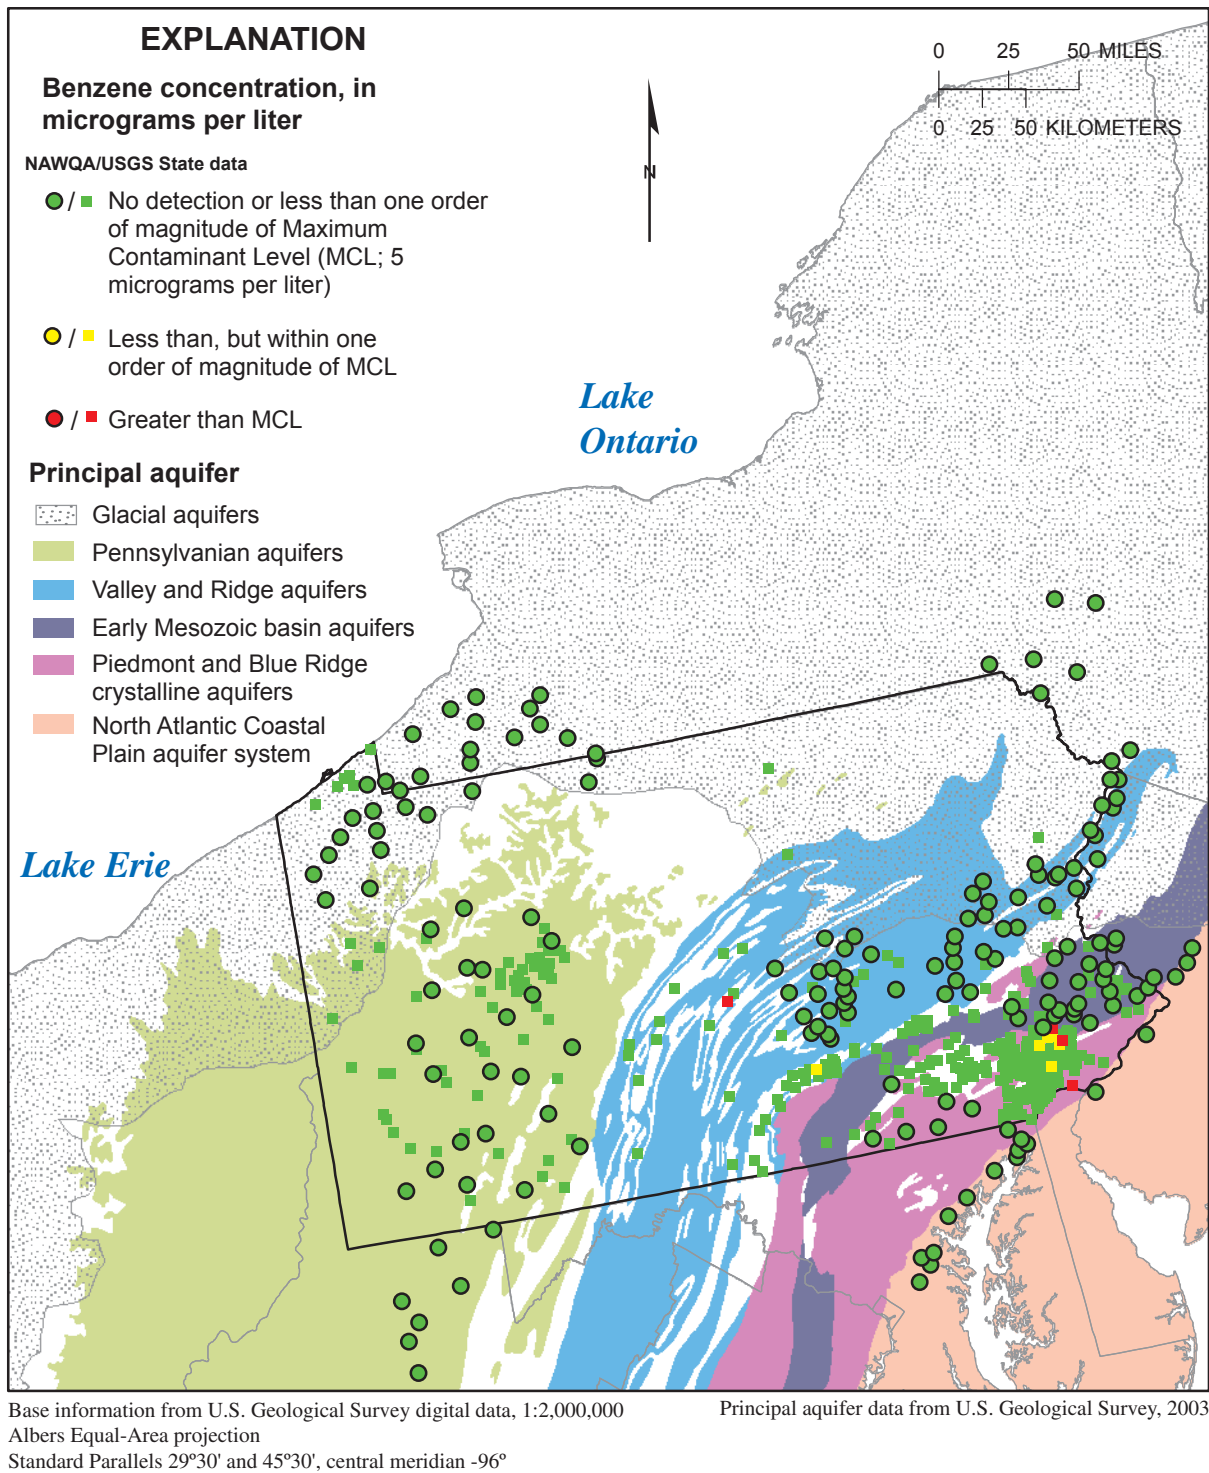 EXPLANATION
Benzene concentration, in
micrograms per liter
NAWQA/USGS State data
/ No detection or less than one order
of magnitude of Maximum
Contaminant Level (MCL; 5
micrograms per liter)
/ Less than, but within one
order of magnitude of MCL
/ Greater than MCL
Principal aquifer
Glacial aquifers
Pennsylvanian aquifers
Valley and Ridge aquifers
Early Mesozoic basin aquifers
Piedmont and Blue Ridge
crystalline aquifers
North Atlantic Coastal
Plain aquifer system
0 25 50 MILES
0 25 50 KILOMETERS
N
Lake
Ontario
Lake Erie
Base information from U.S. Geological Survey digital data, 1:2,000,000
Albers Equal-Area projection
Standard Parallels 29º30' and 45º30', central meridian -96º
Principal aquifer data from U.S. Geological Survey, 2003